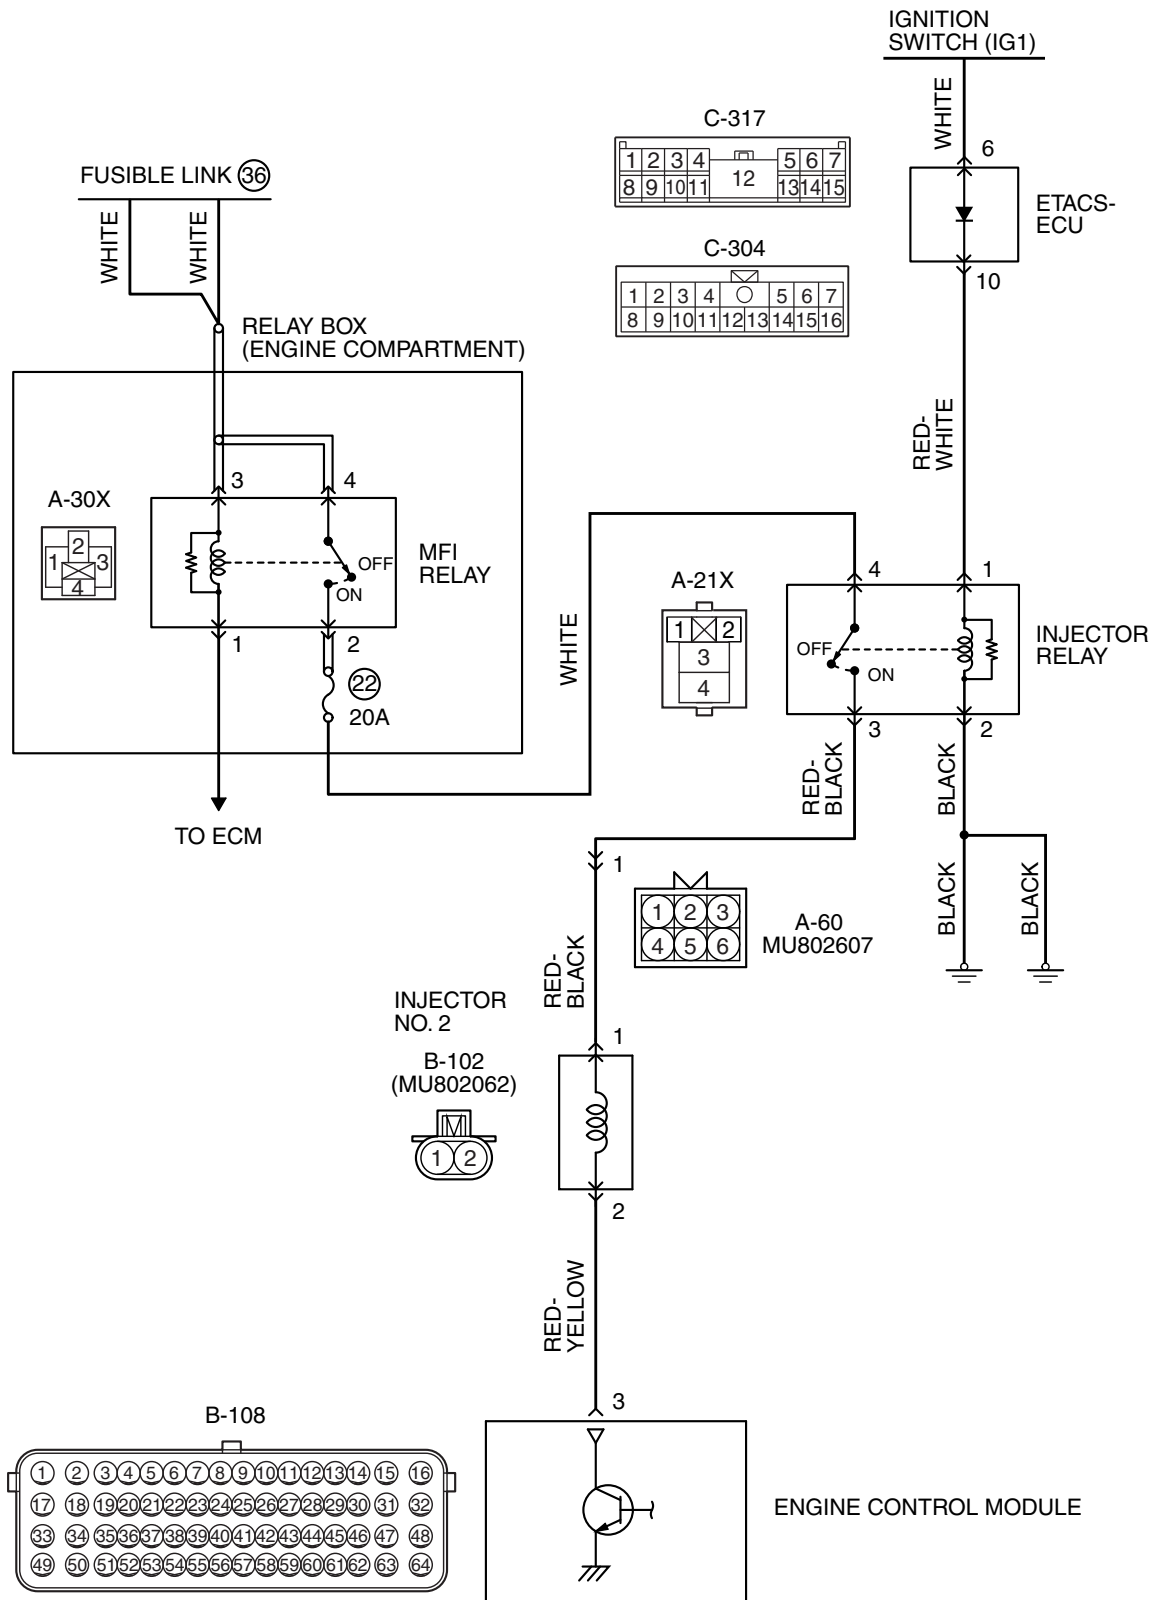 IGNITION
SWITCH (IG1)
WHITE
6
ETACS-
ECU
10
C-317
1 2 3 4 5 6 7
12
8 9 10 11 13 14 15
C-304
1 2 3 4 5 6 7
8 9 10 11 12 13 14 15 16
FUSIBLE LINK 36
WHITE
WHITE
RELAY BOX
(ENGINE COMPARTMENT)
RED-
WHITE
3
4
A-30X
2
1 3
4
OFF
ON
MFI
RELAY
1
2
22
20A
TO ECM
WHITE
A-21X
1 2
3
4
4
1
OFF
ON
INJECTOR
RELAY
3
2
RED-
BLACK
BLACK
BLACK
BLACK
1
1 2 3
4 5 6
A-60
MU802607
RED-
BLACK
INJECTOR
NO. 2
B-102
(MU802062)
1 2
1
2
RED-
YELLOW
3
B-108
1 2 3 4 5 6 7 8 9 10 11 12 13 14 15 16
17 18 19 20 21 22 23 24 25 26 27 28 29 30 31 32
33 34 35 36 37 38 39 40 41 42 43 44 45 46 47 48
49 50 51 52 53 54 55 56 57 58 59 60 61 62 63 64
ENGINE CONTROL MODULE